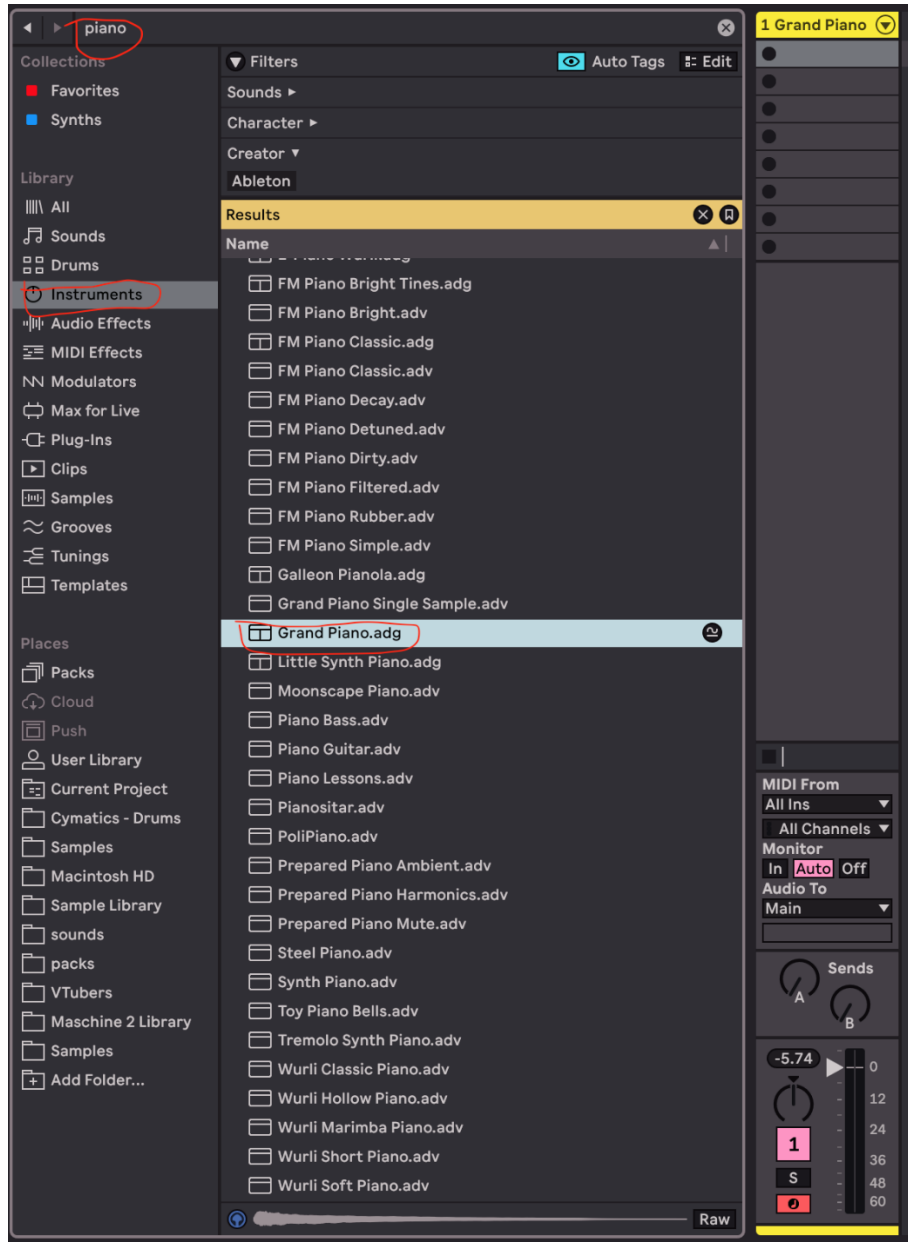 piano
Collections
Favorites
Synths
Library
All
Sounds
Drums
Instruments
Audio Effects
MIDI Effects
Modulators
Max for Live
Plug-Ins
Clips
Samples
Grooves
Tunings
Templates
Places
Packs
Cloud
Push
User Library
Current Project
Cymatics - Drums
Samples
Macintosh HD
Sample Library
sounds
packs
VTubers
Maschine 2 Library
Samples
Add Folder...
Filters
Auto Tags
Edit
Sounds
Character
Creator
Ableton
Results
Name
FM Piano Bright Tines.adg
FM Piano Bright.adv
FM Piano Classic.adg
FM Piano Classic.adv
FM Piano Decay.adv
FM Piano Detuned.adv
FM Piano Dirty.adv
FM Piano Filtered.adv
FM Piano Rubber.adv
FM Piano Simple.adv
Galleon Pianola.adg
Grand Piano Single Sample.adv
Grand Piano.adg
Little Synth Piano.adg
Moonscape Piano.adv
Piano Bass.adv
Piano Guitar.adv
Piano Lessons.adv
Pianositar.adv
PoliPiano.adv
Prepared Piano Ambient.adv
Prepared Piano Harmonics.adv
Prepared Piano Mute.adv
Steel Piano.adv
Synth Piano.adv
Toy Piano Bells.adv
Tremolo Synth Piano.adv
Wurli Classic Piano.adv
Wurli Hollow Piano.adv
Wurli Marimba Piano.adv
Wurli Short Piano.adv
Wurli Soft Piano.adv
Raw
1 Grand Piano
MIDI From
All Ins
All Channels
Monitor
In Auto Off
Audio To
Main
Sends
A
B
-5.74
0
12
24
1
36
S
48
60